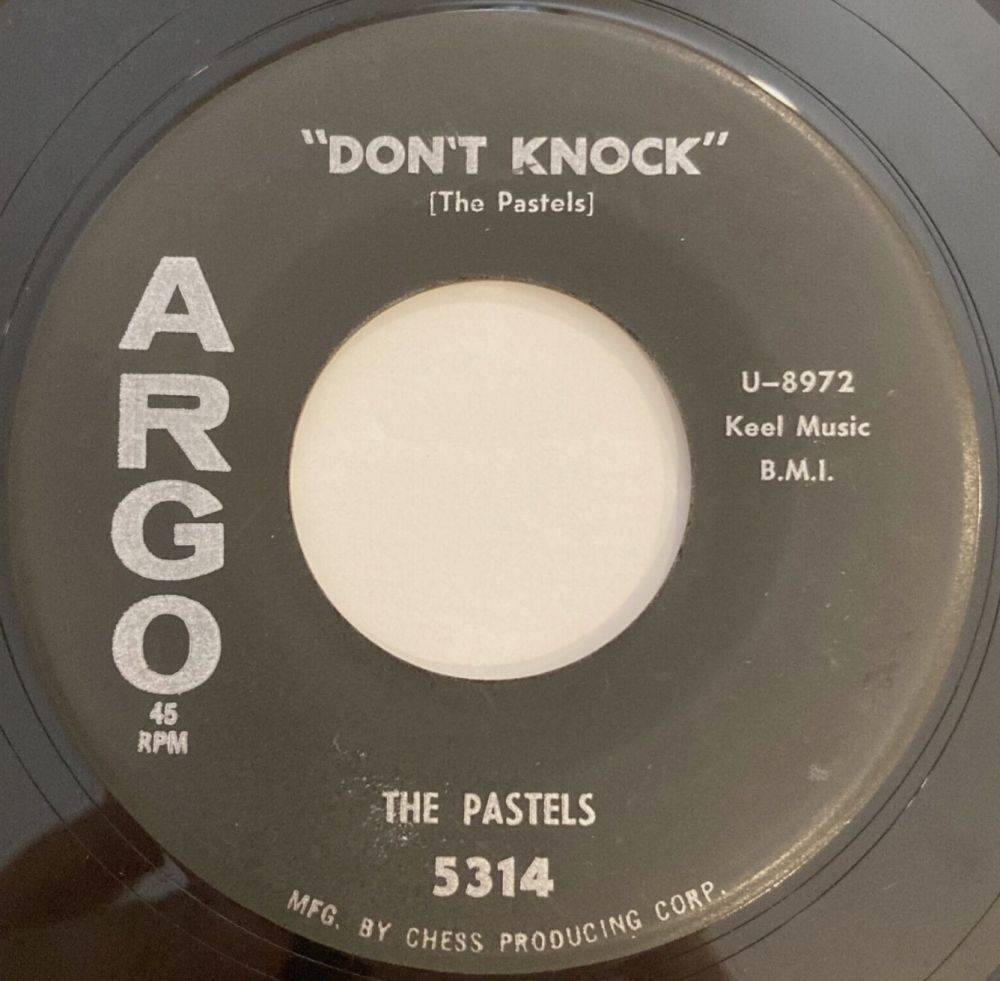 "DON'T KNOCK"
[The Pastels]
ARGO
45
RPM
U-8972
Keel Music
B.M.I.
THE PASTELS
5314
MFG. BY CHESS PRODUCING CORP.